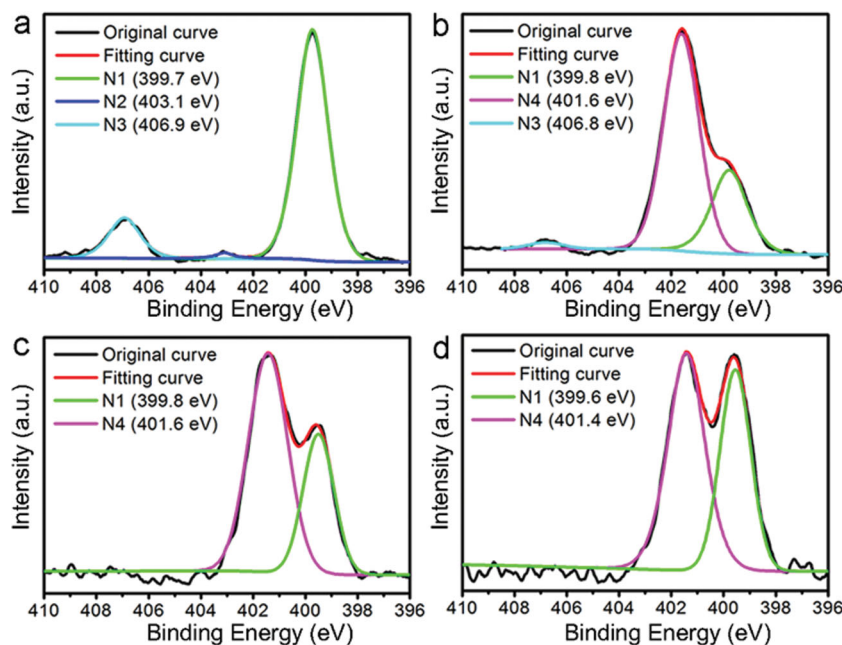 a
Original curve
Fitting curve
N1 (399.7 eV)
N2 (403.1 eV)
N3 (406.9 eV)
Intensity (a.u.)
410 408 406 404 402 400 398 396
Binding Energy (eV)
b
Original curve
Fitting curve
N1 (399.8 eV)
N4 (401.6 eV)
N3 (406.8 eV)
Intensity (a.u.)
410 408 406 404 402 400 398 396
Binding Energy (eV)
c
Original curve
Fitting curve
N1 (399.8 eV)
N4 (401.6 eV)
Intensity (a.u.)
410 408 406 404 402 400 398 396
Binding Energy (eV)
d
Original curve
Fitting curve
N1 (399.6 eV)
N4 (401.4 eV)
Intensity (a.u.)
410 408 406 404 402 400 398 396
Binding Energy (eV)